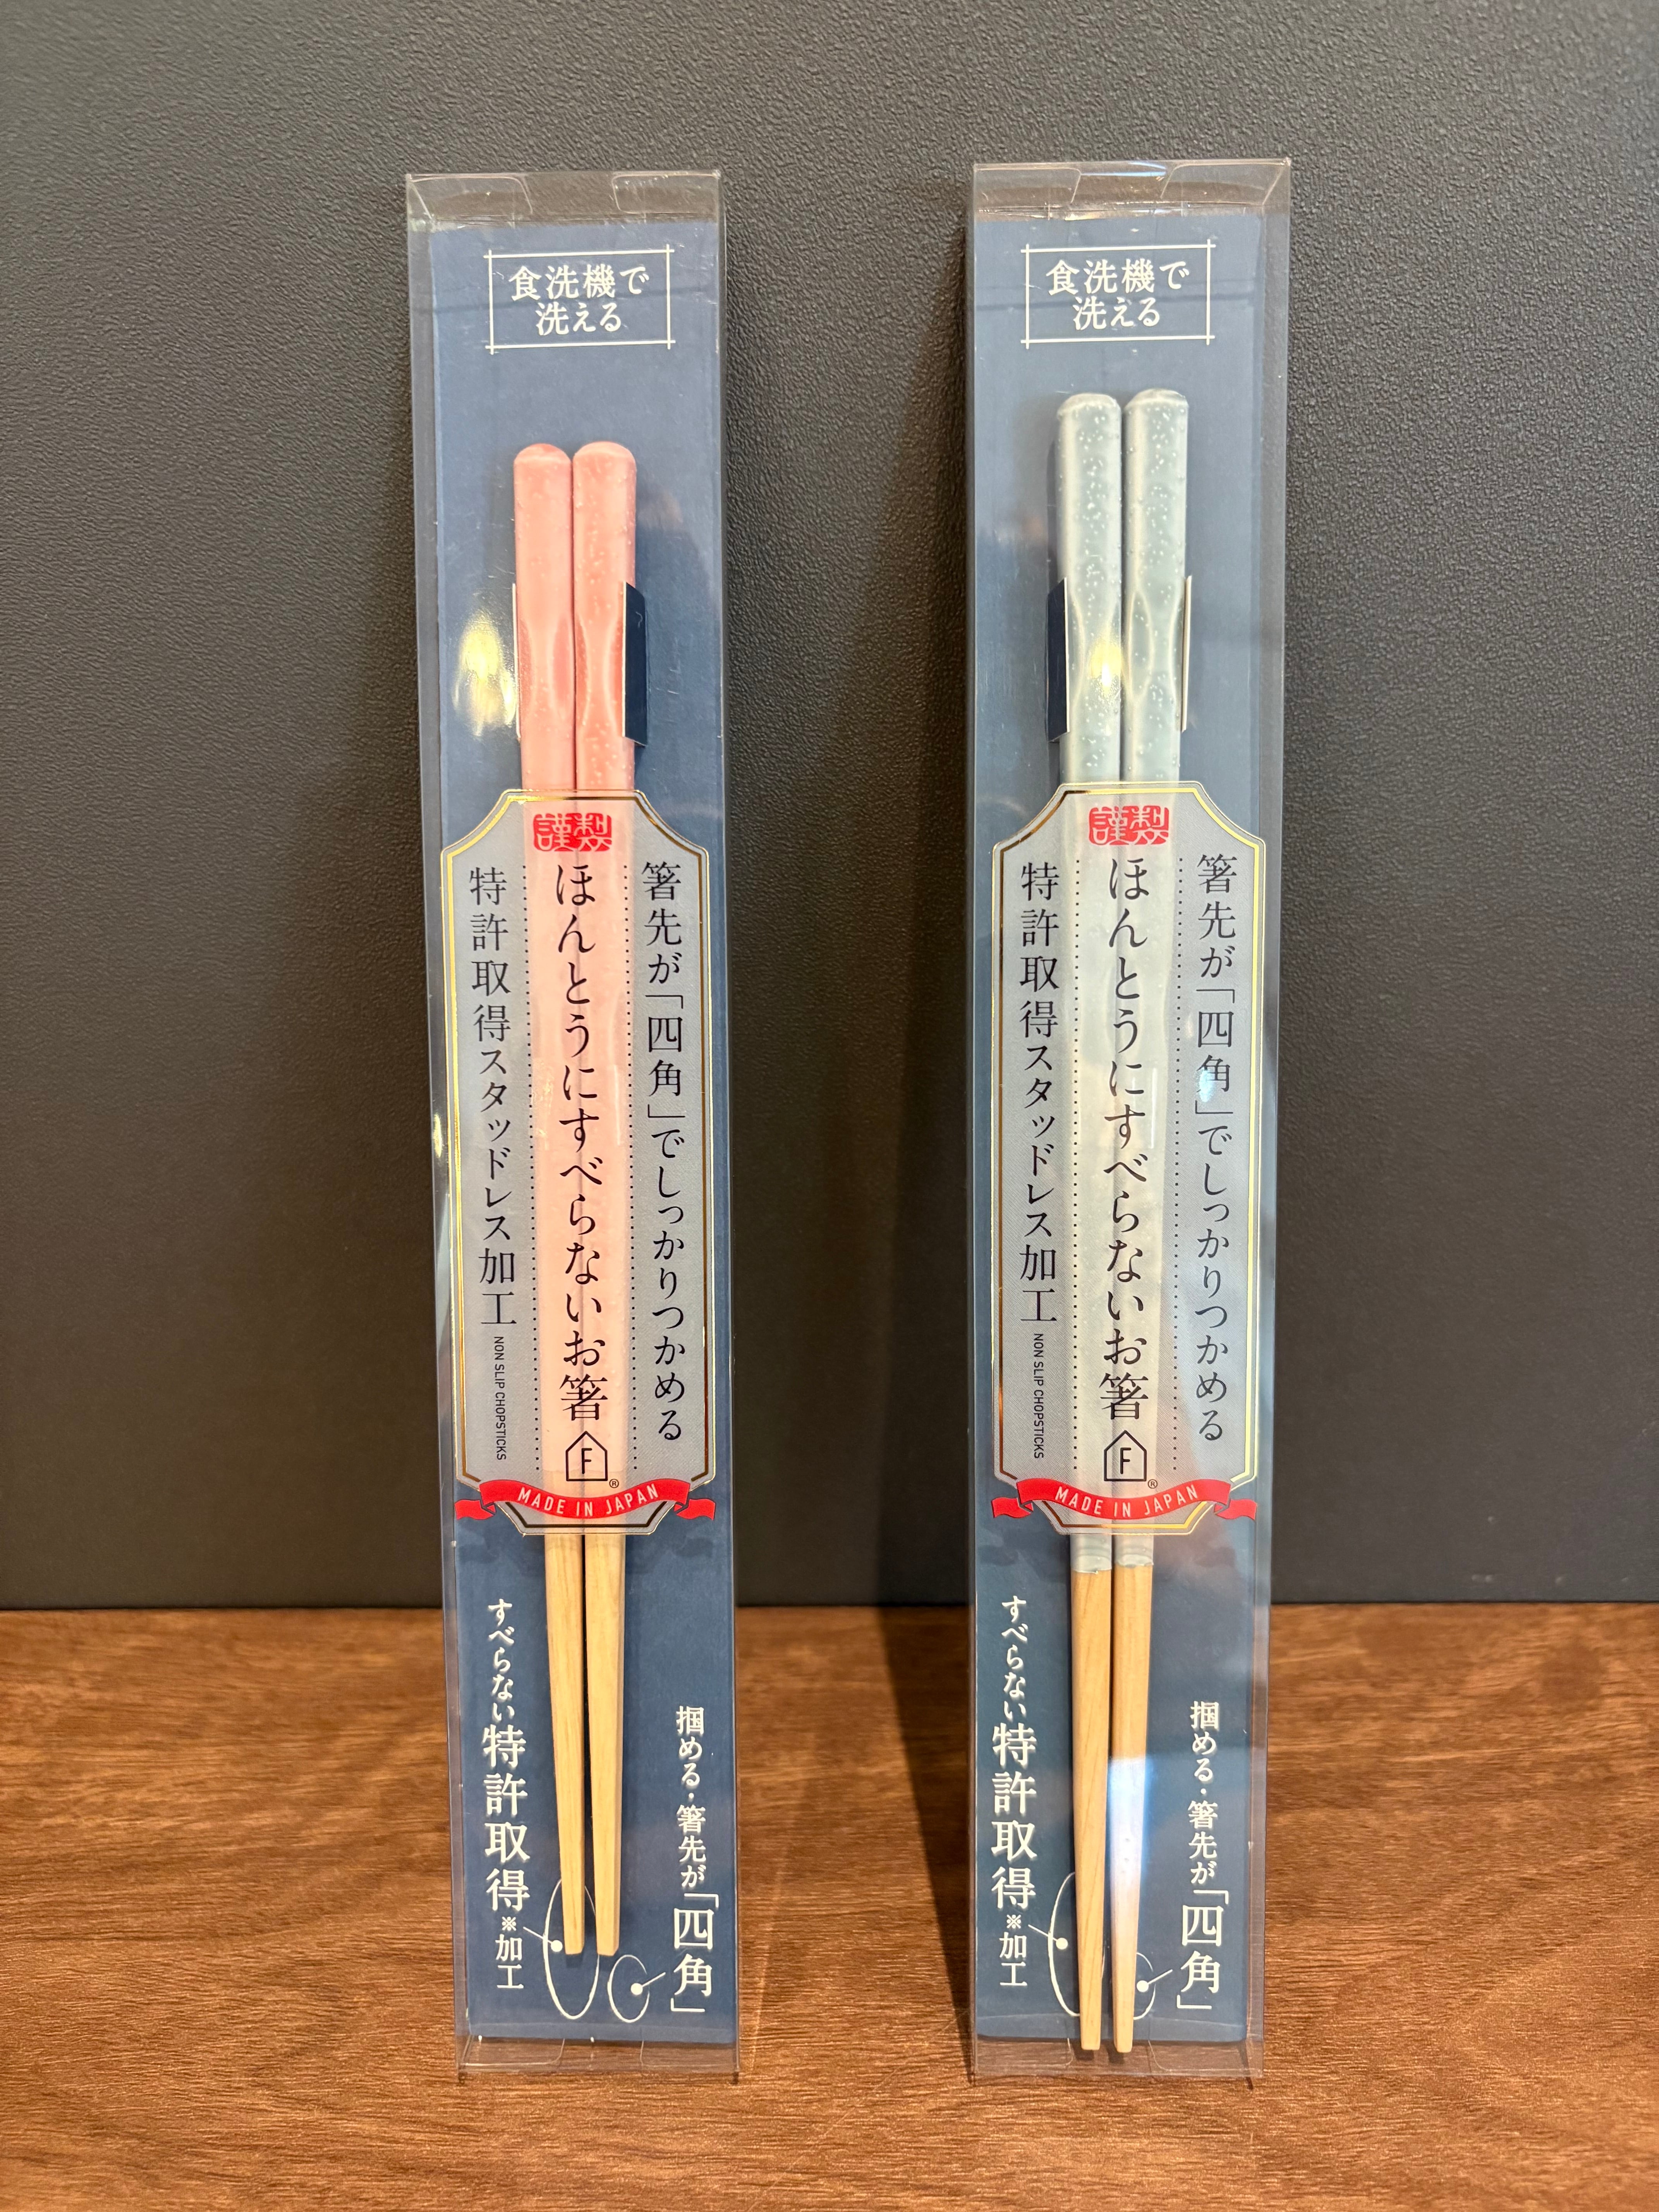 食洗機で
洗える
謹製
箸先が「四角」でしっかりつかめる
ほんとうにすべらないお箸
特許取得スタッドレス加工 NON SLIP CHOPSTICKS
F®
MADE IN JAPAN
掴める・箸先が「四角」
すべらない特許取得※加工
食洗機で
洗える
謹製
箸先が「四角」でしっかりつかめる
ほんとうにすべらないお箸
特許取得スタッドレス加工 NON SLIP CHOPSTICKS
F®
MADE IN JAPAN
掴める・箸先が「四角」
すべらない特許取得※加工